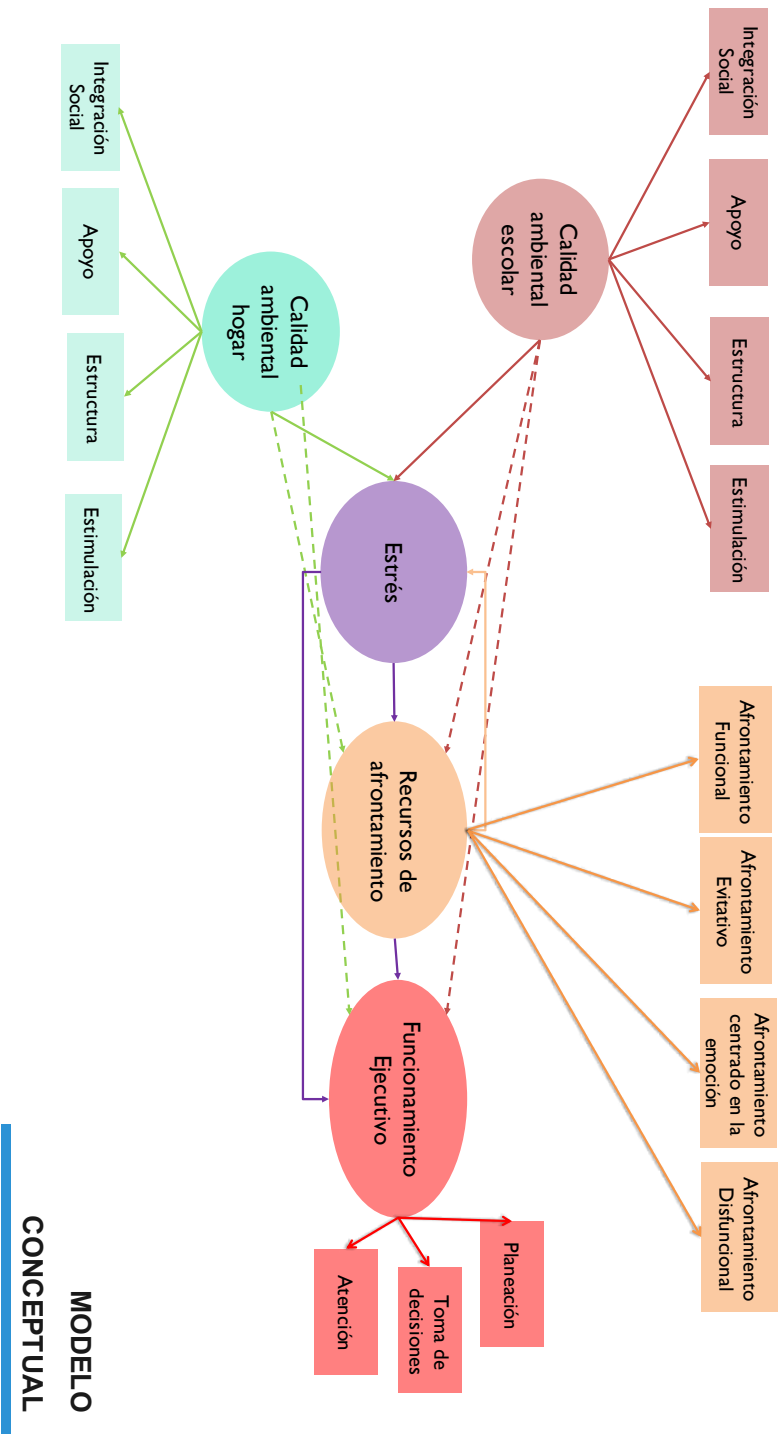 Integración
Social
Apoyo
Estructura
Estimulación
Afrontamiento
Funcional
Afrontamiento
Evitativo
Afrontamiento
centrado en la
emoción
Afrontamiento
Disfuncional
Calidad
ambiental
escolar
Estrés
Recursos de
afrontamiento
Funcionamiento
Ejecutivo
Planeación
Toma de
decisiones
Atención
Calidad
ambiental
hogar
Integración
Social
Apoyo
Estructura
Estimulación
MODELO
CONCEPTUAL